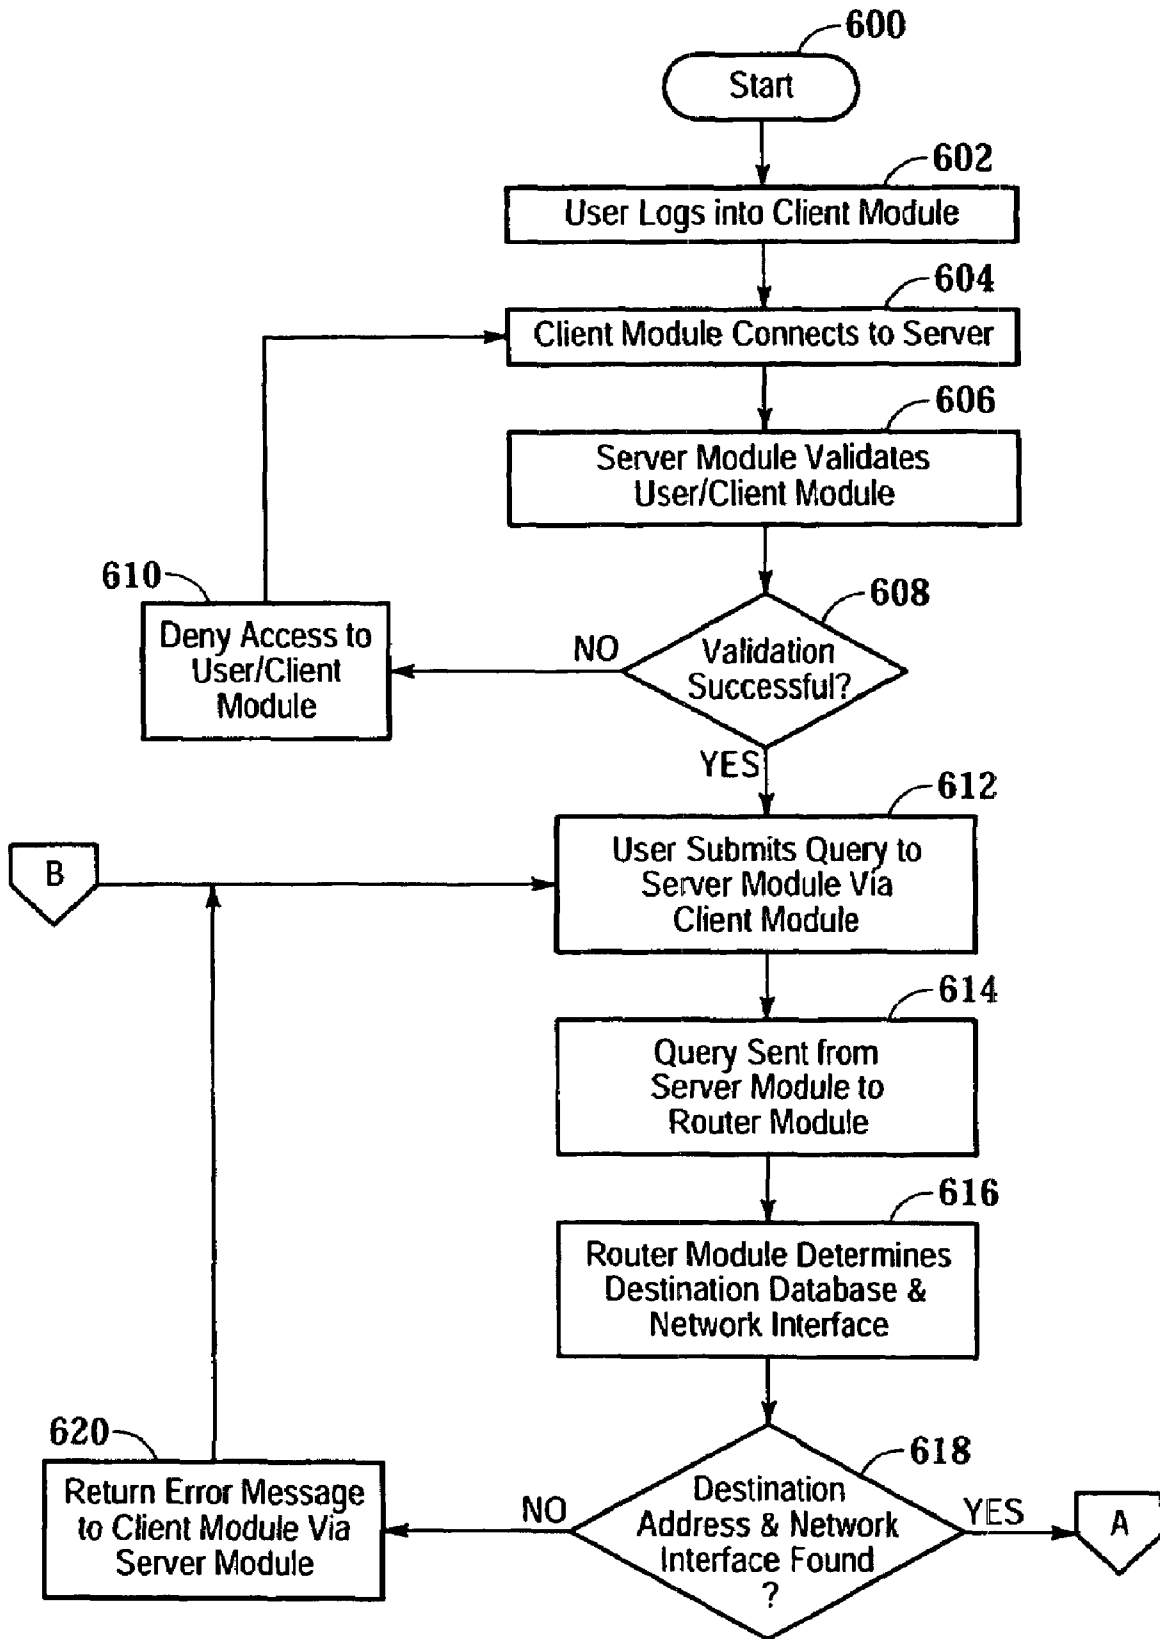 600
Start
602
User Logs into Client Module
604
Client Module Connects to Server
606
Server Module Validates
User/Client Module
610
Deny Access to
User/Client
Module
608
NO
Validation
Successful?
YES
612
B
User Submits Query to
Server Module Via
Client Module
614
Query Sent from
Server Module to
Router Module
616
Router Module Determines
Destination Database &
Network Interface
620
Return Error Message
to Client Module Via
Server Module
618
NO
Destination
Address & Network
Interface Found
?
YES
A